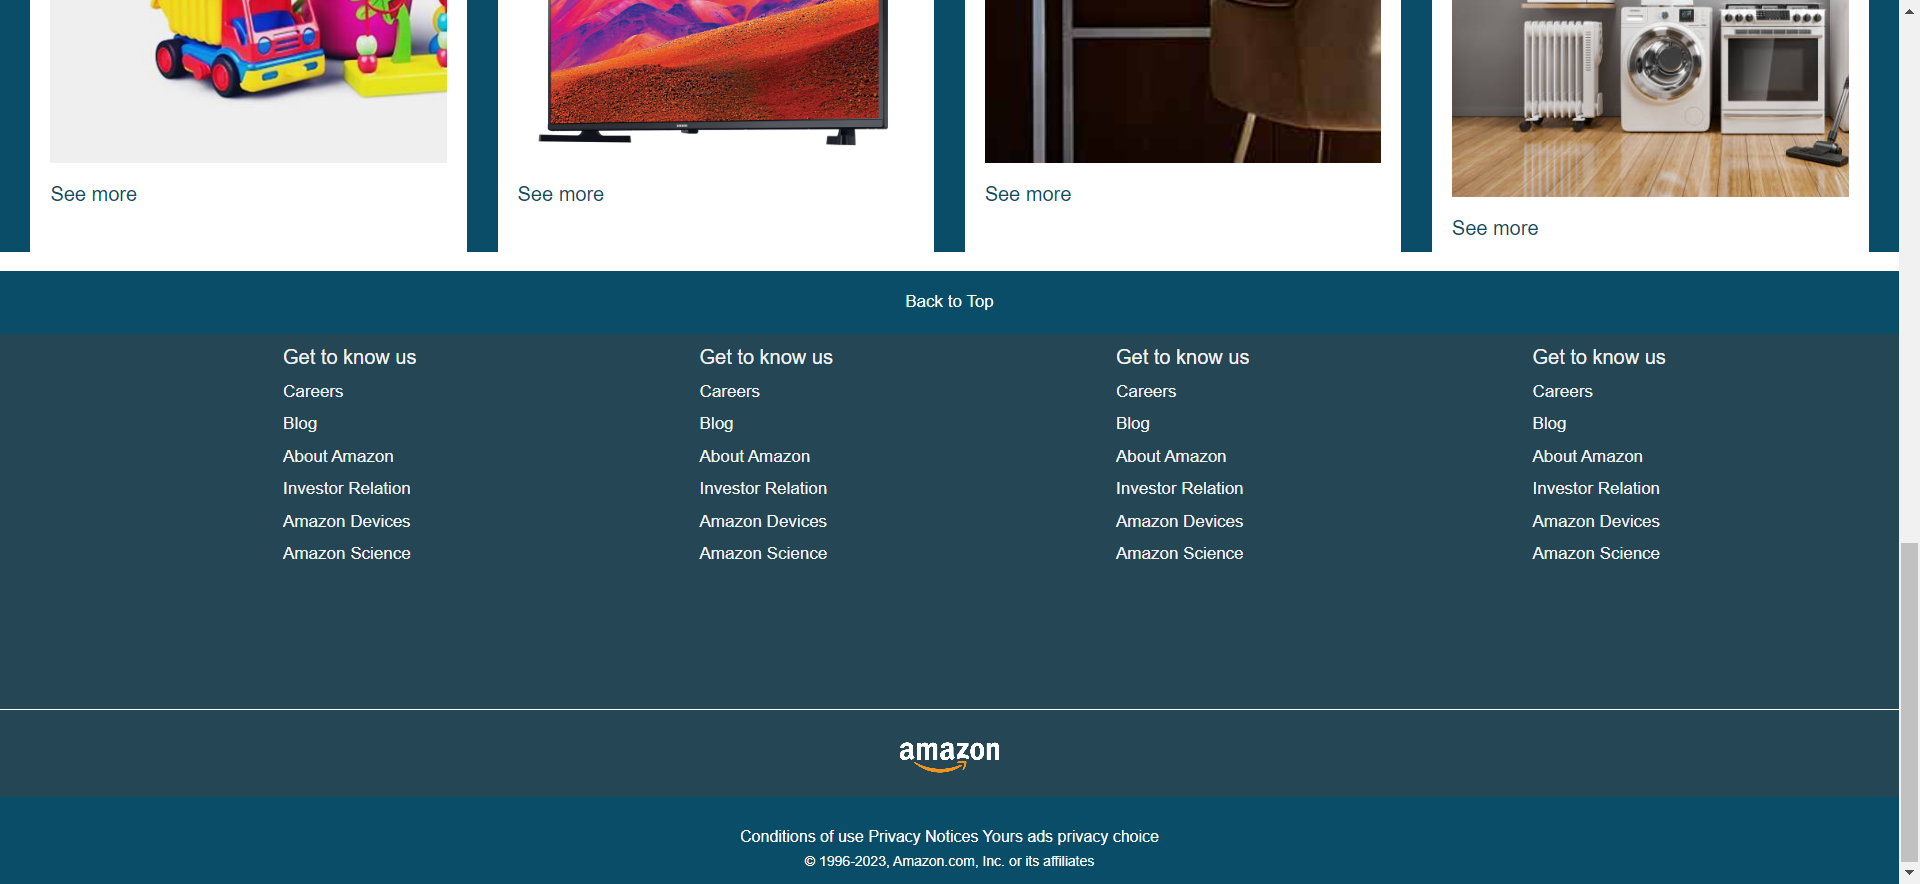 See more
See more
See more
See more
Back to Top
Get to know us
Careers
Blog
About Amazon
Investor Relation
Amazon Devices
Amazon Science
Get to know us
Careers
Blog
About Amazon
Investor Relation
Amazon Devices
Amazon Science
Get to know us
Careers
Blog
About Amazon
Investor Relation
Amazon Devices
Amazon Science
Get to know us
Careers
Blog
About Amazon
Investor Relation
Amazon Devices
Amazon Science
amazon
Conditions of use Privacy Notices Yours ads privacy choice
© 1996-2023, Amazon.com, Inc. or its affiliates